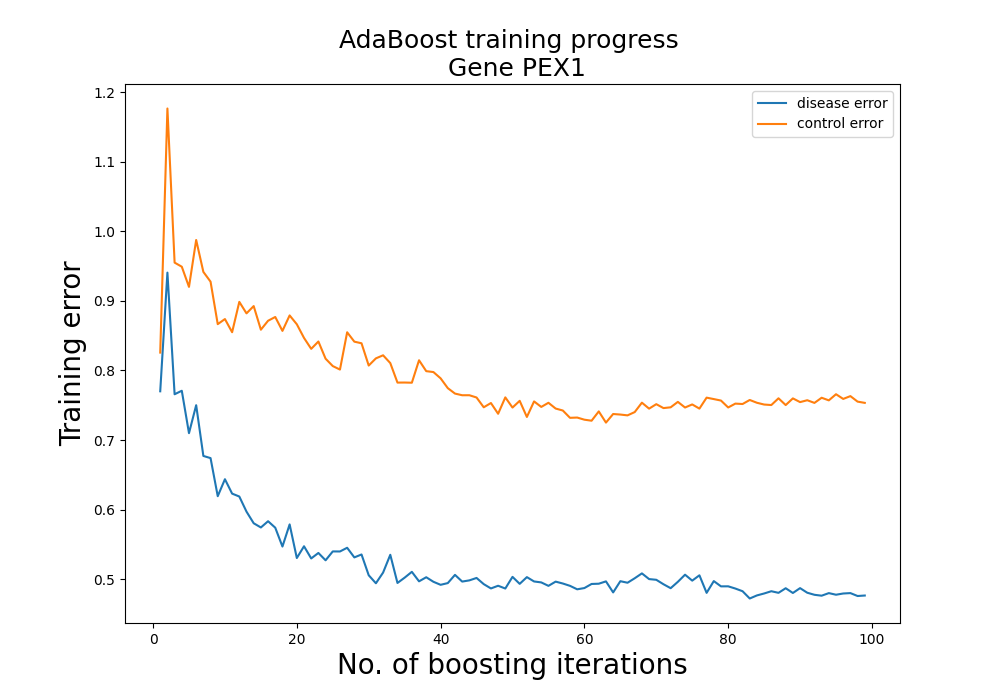 AdaBoost training progress
Gene PEX1
disease error
control error
Training error
1.2
1.1
1.0
0.9
0.8
0.7
0.6
0.5
0
20
40
60
80
100
No. of boosting iterations